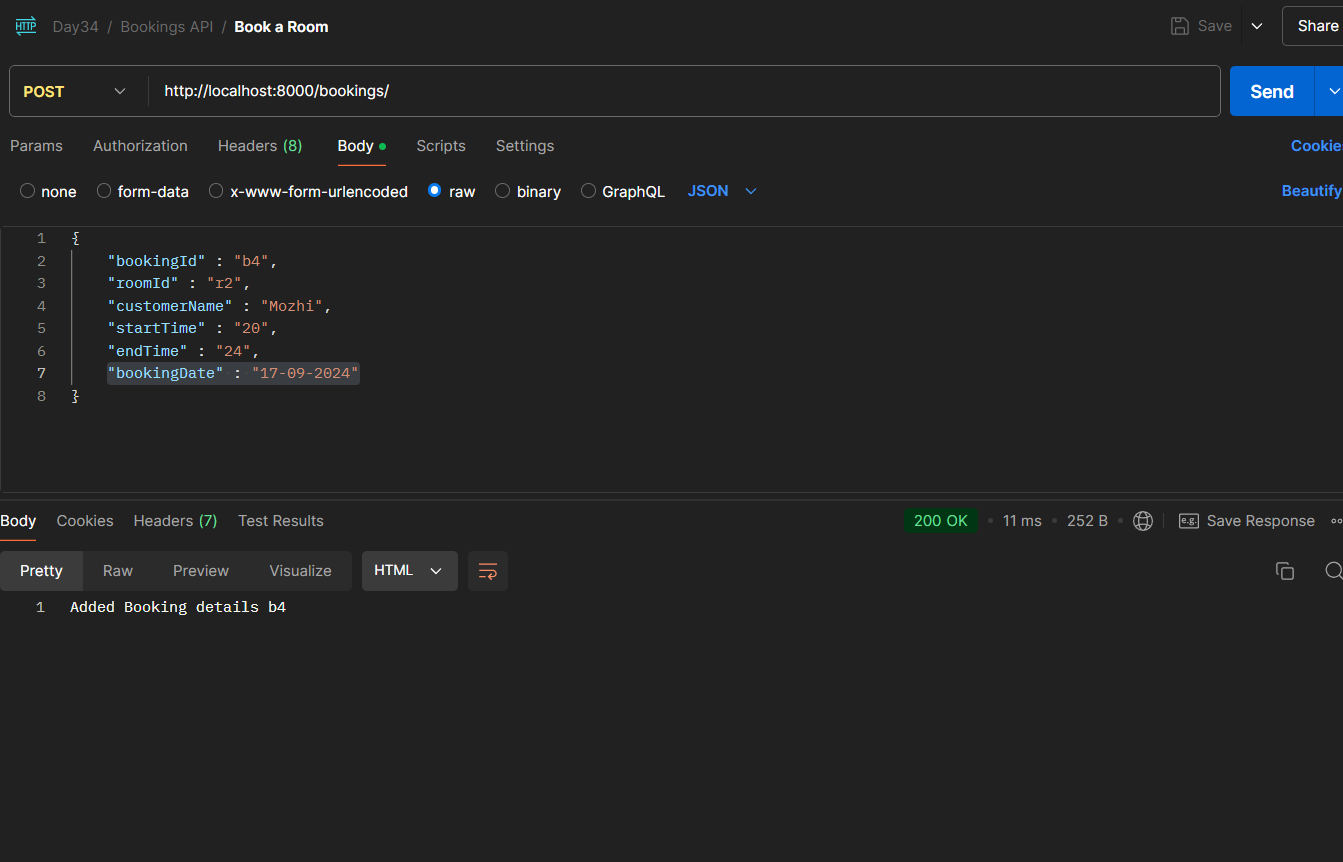 HTTP Day34 / Bookings API / Book a Room Save Share
POST http://localhost:8000/bookings/ Send
Params Authorization Headers (8) Body Scripts Settings Cookies
none form-data x-www-form-urlencoded raw binary GraphQL JSON Beautify
1 {
2 "bookingId" : "b4",
3 "roomId" : "r2",
4 "customerName" : "Mozhi",
5 "startTime" : "20",
6 "endTime" : "24",
7 "bookingDate" : "17-09-2024"
8 }
Body Cookies Headers (7) Test Results 200 OK 11 ms 252 B e.g. Save Response
Pretty Raw Preview Visualize HTML
1 Added Booking details b4